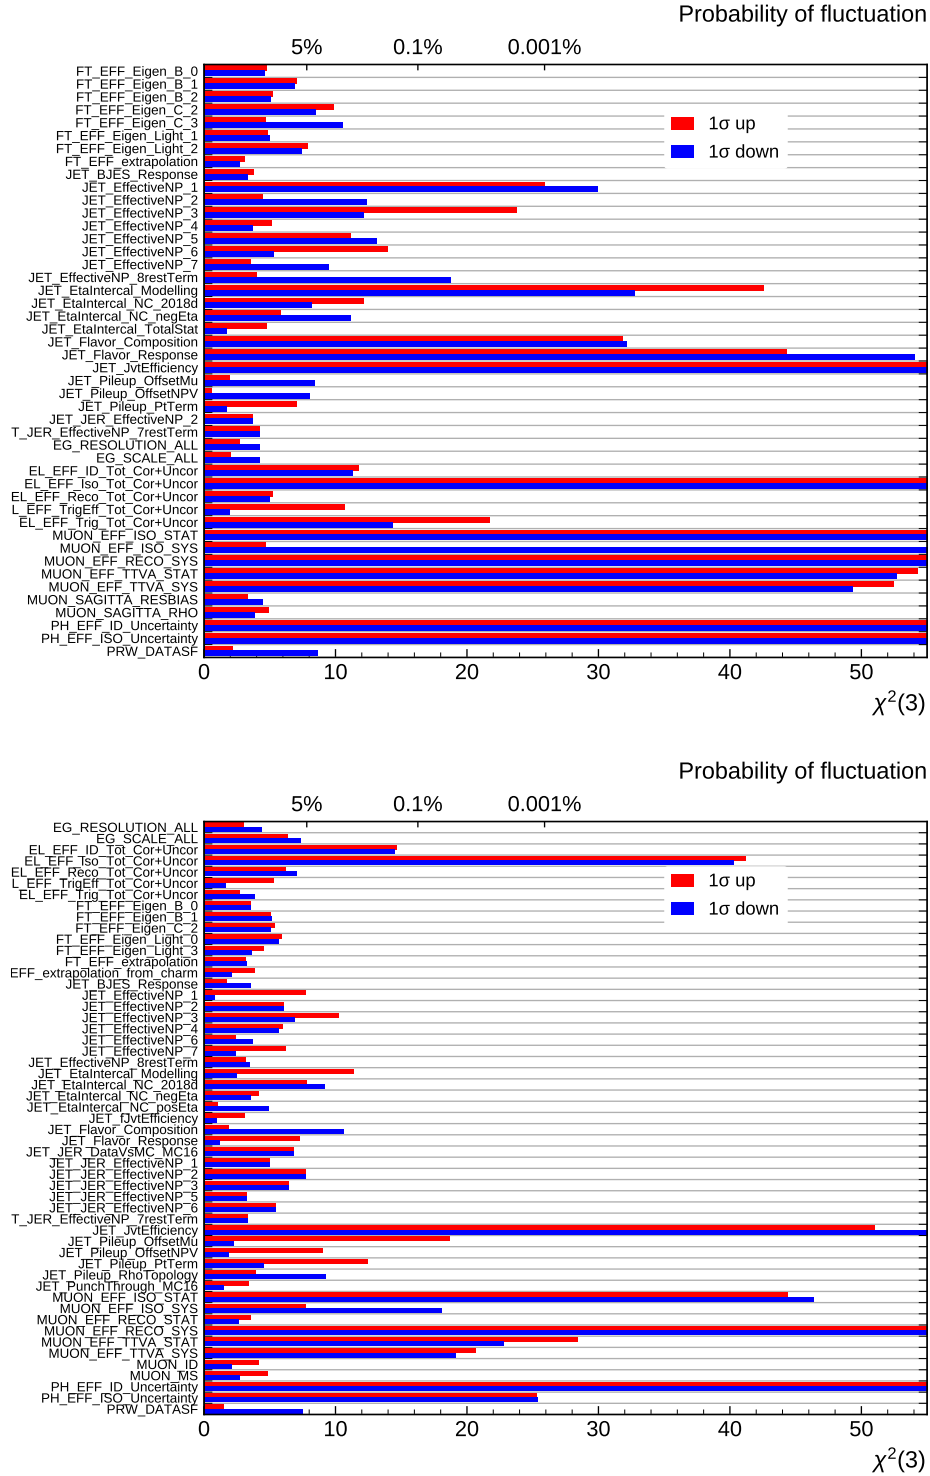 Probability of fluctuation
5% 0.1% 0.001%
FT_EFF_Eigen_B_0
FT_EFF_Eigen_B_1
FT_EFF_Eigen_B_2
FT_EFF_Eigen_C_2
FT_EFF_Eigen_C_3
FT_EFF_Eigen_Light_1
FT_EFF_Eigen_Light_2
FT_EFF_extrapolation
JET_BJES_Response
JET_EffectiveNP_1
JET_EffectiveNP_2
JET_EffectiveNP_3
JET_EffectiveNP_4
JET_EffectiveNP_5
JET_EffectiveNP_6
JET_EffectiveNP_7
JET_EffectiveNP_8restTerm
JET_EtaIntercal_Modelling
JET_EtaIntercal_NC_2018d
JET_EtaIntercal_NC_negEta
JET_EtaIntercal_TotalStat
JET_Flavor_Composition
JET_Flavor_Response
JET_JvtEfficiency
JET_Pileup_OffsetMu
JET_Pileup_OffsetNPV
JET_Pileup_PtTerm
JET_JER_EffectiveNP_2
T_JER_EffectiveNP_7restTerm
EG_RESOLUTION_ALL
EG_SCALE_ALL
EL_EFF_ID_Tot_Cor+Uncor
EL_EFF_Iso_Tot_Cor+Uncor
EL_EFF_Reco_Tot_Cor+Uncor
L_EFF_TrigEff_Tot_Cor+Uncor
EL_EFF_Trig_Tot_Cor+Uncor
MUON_EFF_ISO_STAT
MUON_EFF_ISO_SYS
MUON_EFF_RECO_SYS
MUON_EFF_TTVA_STAT
MUON_EFF_TTVA_SYS
MUON_SAGITTA_RESBIAS
MUON_SAGITTA_RHO
PH_EFF_ID_Uncertainty
PH_EFF_ISO_Uncertainty
PRW_DATASF
1σ up
1σ down
0 10 20 30 40 50
χ²(3)
Probability of fluctuation
5% 0.1% 0.001%
EG_RESOLUTION_ALL
EG_SCALE_ALL
EL_EFF_ID_Tot_Cor+Uncor
EL_EFF_Iso_Tot_Cor+Uncor
EL_EFF_Reco_Tot_Cor+Uncor
L_EFF_TrigEff_Tot_Cor+Uncor
EL_EFF_Trig_Tot_Cor+Uncor
FT_EFF_Eigen_B_0
FT_EFF_Eigen_B_1
FT_EFF_Eigen_C_2
FT_EFF_Eigen_Light_0
FT_EFF_Eigen_Light_3
FT_EFF_extrapolation
EFF_extrapolation_from_charm
JET_BJES_Response
JET_EffectiveNP_1
JET_EffectiveNP_2
JET_EffectiveNP_3
JET_EffectiveNP_4
JET_EffectiveNP_6
JET_EffectiveNP_7
JET_EffectiveNP_8restTerm
JET_EtaIntercal_Modelling
JET_EtaIntercal_NC_2018d
JET_EtaIntercal_NC_negEta
JET_EtaIntercal_NC_posEta
JET_fJvtEfficiency
JET_Flavor_Composition
JET_Flavor_Response
JET_JER_DataVsMC_MC16
JET_JER_EffectiveNP_1
JET_JER_EffectiveNP_2
JET_JER_EffectiveNP_3
JET_JER_EffectiveNP_5
JET_JER_EffectiveNP_6
T_JER_EffectiveNP_7restTerm
JET_JvtEfficiency
JET_Pileup_OffsetMu
JET_Pileup_OffsetNPV
JET_Pileup_PtTerm
JET_Pileup_RhoTopology
JET_PunchThrough_MC16
MUON_EFF_ISO_STAT
MUON_EFF_ISO_SYS
MUON_EFF_RECO_STAT
MUON_EFF_RECO_SYS
MUON_EFF_TTVA_STAT
MUON_EFF_TTVA_SYS
MUON_ID
MUON_MS
PH_EFF_ID_Uncertainty
PH_EFF_ISO_Uncertainty
PRW_DATASF
1σ up
1σ down
0 10 20 30 40 50
χ²(3)